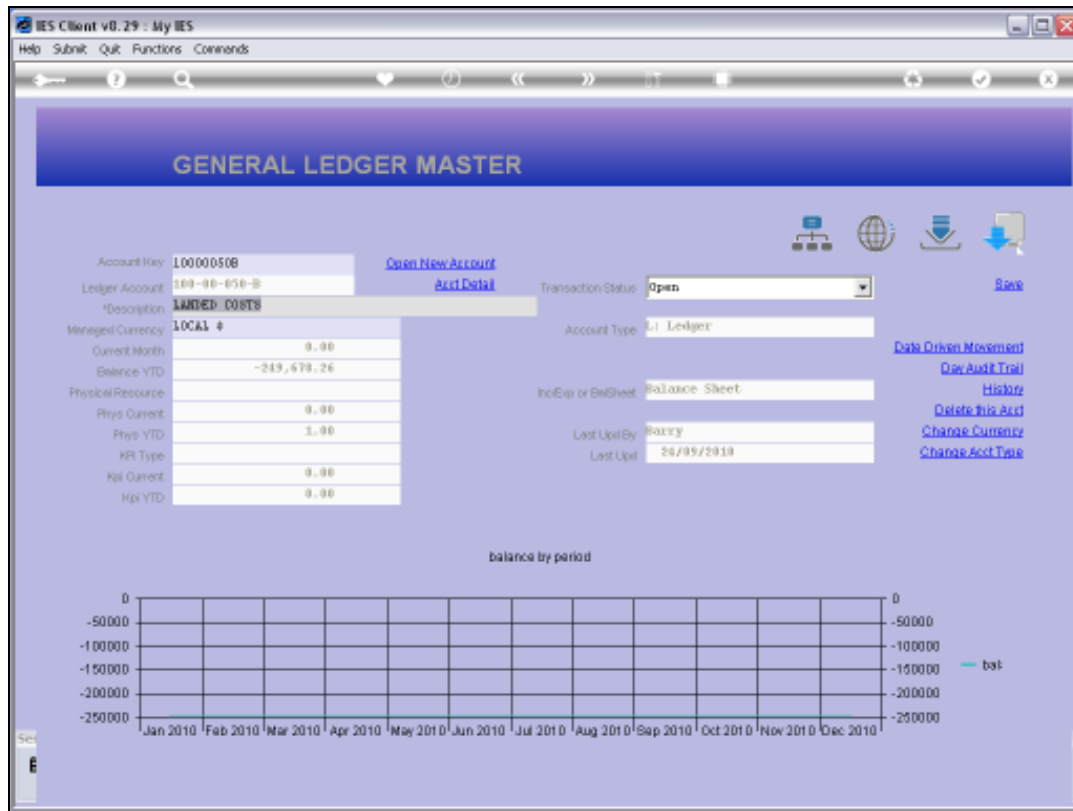 IES Client v8.29 : My IES
Help Submit Quit Functions Commands
GENERAL LEDGER MASTER
Account Key 10000050B Open New Account
Ledger Account 100-00-050-B Acct Detail Transaction Status Open Save
*Description LANDED COSTS
Managed Currency LOCAL # Account Type L: Ledger
Current Month 0.00 Date Driven Movement
Balance YTD -249,678.26 Day Audit Trail
Physical Resource Inc/Exp or BalSheet Balance Sheet History
Phys Current 0.00 Delete this Acct
Phys YTD 1.00 Last Upd By Barry Change Currency
KPI Type Last Upd 26/09/2010 Change Acct Type
Kpi Current 0.00
Kpi YTD 0.00
balance by period
0 0
-50000 -50000
-100000 -100000
-150000 -150000 bal
-200000 -200000
-250000 -250000
Jan 2010 Feb 2010 Mar 2010 Apr 2010 May 2010 Jun 2010 Jul 2010 Aug 2010 Sep 2010 Oct 2010 Nov 2010 Dec 2010